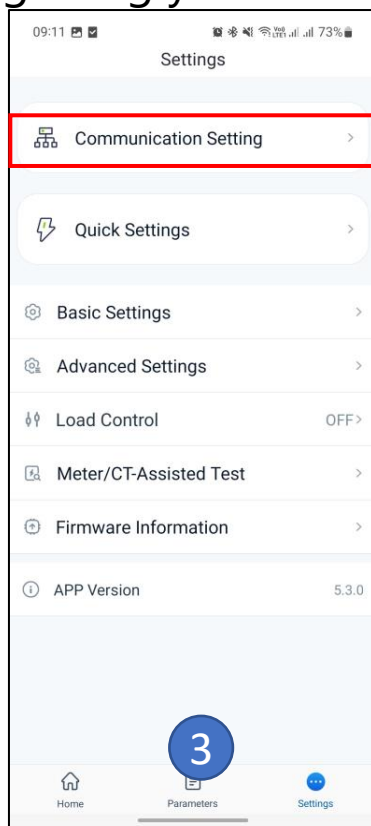 09:11 73%
Settings
Communication Setting
Quick Settings
Basic Settings
Advanced Settings
Load Control OFF
Meter/CT-Assisted Test
Firmware Information
APP Version 5.3.0
3
Home Parameters Settings